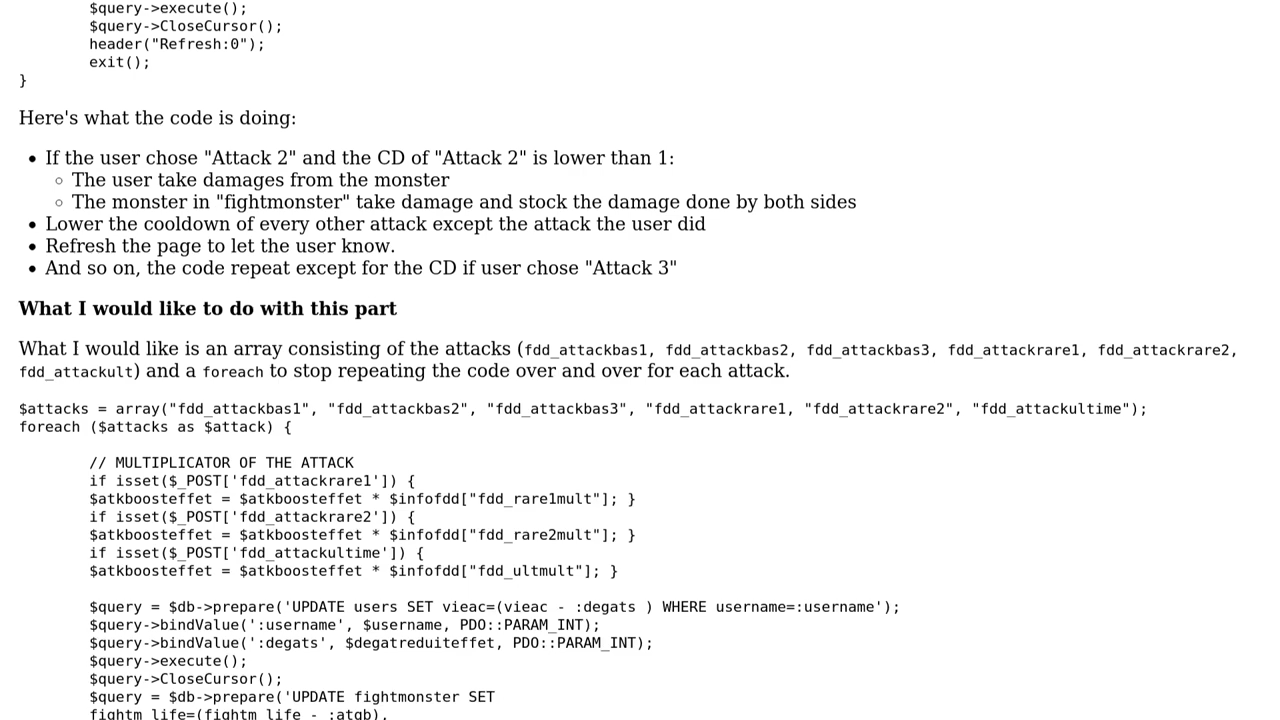 $query->execute();
$query->CloseCursor();
header("Refresh:0");
exit();
}
Here's what the code is doing:
• If the user chose "Attack 2" and the CD of "Attack 2" is lower than 1:
◦ The user take damages from the monster
◦ The monster in "fightmonster" take damage and stock the damage done by both sides
• Lower the cooldown of every other attack except the attack the user did
• Refresh the page to let the user know.
• And so on, the code repeat except for the CD if user chose "Attack 3"
What I would like to do with this part
What I would like is an array consisting of the attacks (fdd_attackbas1, fdd_attackbas2, fdd_attackbas3, fdd_attackrare1, fdd_attackrare2,
fdd_attackult) and a foreach to stop repeating the code over and over for each attack.
$attacks = array("fdd_attackbas1", "fdd_attackbas2", "fdd_attackbas3", "fdd_attackrare1, "fdd_attackrare2", "fdd_attackultime");
foreach ($attacks as $attack) {
// MULTIPLICATOR OF THE ATTACK
if isset($_POST['fdd_attackrare1']) {
$atkboosteffet = $atkboosteffet * $infofdd["fdd_rare1mult"]; }
if isset($_POST['fdd_attackrare2']) {
$atkboosteffet = $atkboosteffet * $infofdd["fdd_rare2mult"]; }
if isset($_POST['fdd_attackultime']) {
$atkboosteffet = $atkboosteffet * $infofdd["fdd_ultmult"]; }
$query = $db->prepare('UPDATE users SET vieac=(vieac - :degats ) WHERE username=:username');
$query->bindValue(':username', $username, PDO::PARAM_INT);
$query->bindValue(':degats', $degatreduiteffet, PDO::PARAM_INT);
$query->execute();
$query->CloseCursor();
$query = $db->prepare('UPDATE fightmonster SET
fightm_life=(fightm_life - :atqb),